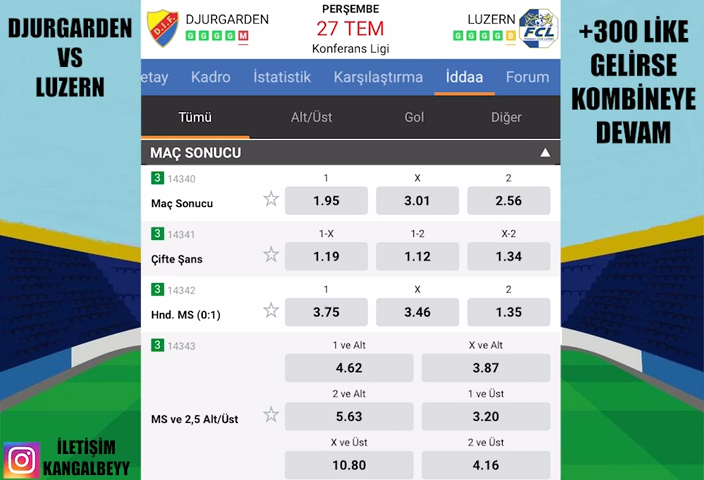 DJURGARDEN
VS
LUZERN
D.I.F.
DJURGARDEN
G G G G M
PERŞEMBE
27 TEM
Konferans Ligi
LUZERN
G G G G B
FCL
+300 LİKE
GELİRSE
KOMBİNEYE
DEVAM
etay Kadro İstatistik Karşılaştırma İddaa Forum
Tümü Alt/Üst Gol Diğer
MAÇ SONUCU
3 14340 1 X 2
Maç Sonucu 1.95 3.01 2.56
3 14341 1-X 1-2 X-2
Çifte Şans 1.19 1.12 1.34
3 14342 1 X 2
Hnd. MS (0:1) 3.75 3.46 1.35
3 14343 1 ve Alt X ve Alt
4.62 3.87
2 ve Alt 1 ve Üst
MS ve 2,5 Alt/Üst 5.63 3.20
X ve Üst 2 ve Üst
10.80 4.16
İLETİŞİM
KANGALBEYY